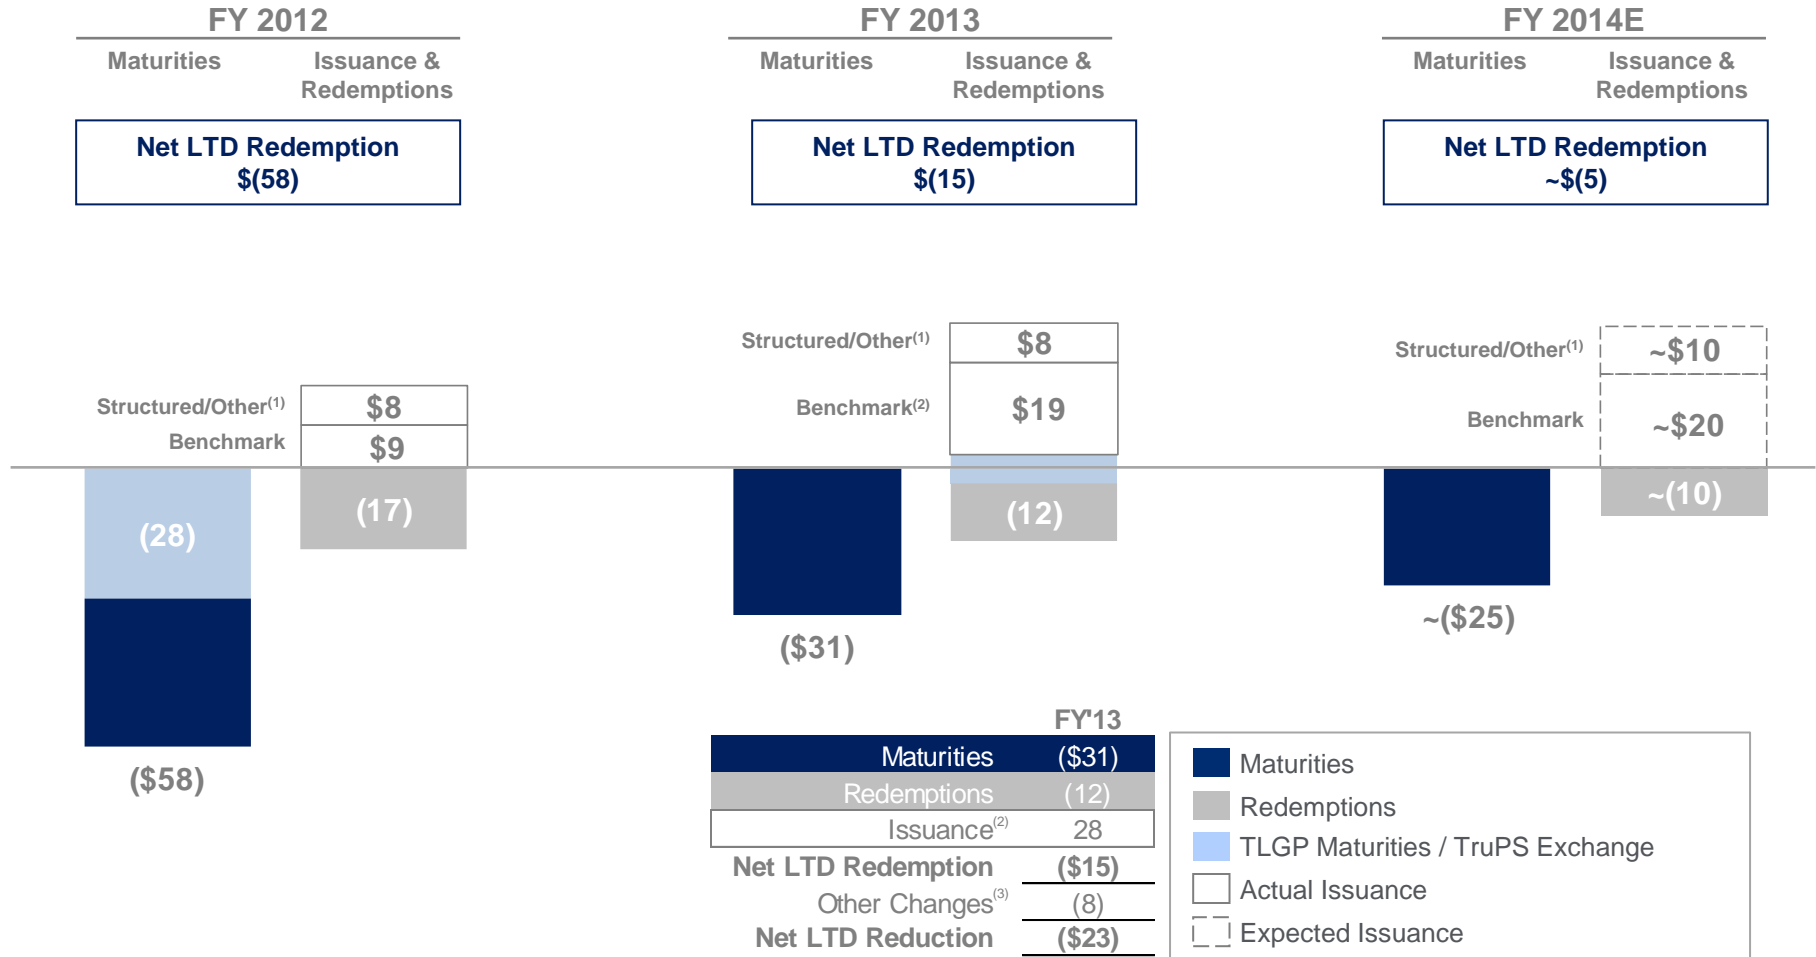 FY 2012
Maturities
Issuance &
Redemptions
Net LTD Redemption
$(58)
Structured/Other(1)
$8
Benchmark
$9
(28)
(17)
($58)
FY 2013
Maturities
Issuance &
Redemptions
Net LTD Redemption
$(15)
Structured/Other(1)
$8
Benchmark(2)
$19
(12)
($31)
FY 2014E
Maturities
Issuance &
Redemptions
Net LTD Redemption
~$(5)
Structured/Other(1)
~$10
Benchmark
~$20
~(10)
~($25)
FY'13
Maturities ($31)
Redemptions (12)
Issuance(2) 28
Net LTD Redemption ($15)
Other Changes(3) (8)
Net LTD Reduction ($23)
Maturities
Redemptions
TLGP Maturities / TruPS Exchange
Actual Issuance
Expected Issuance